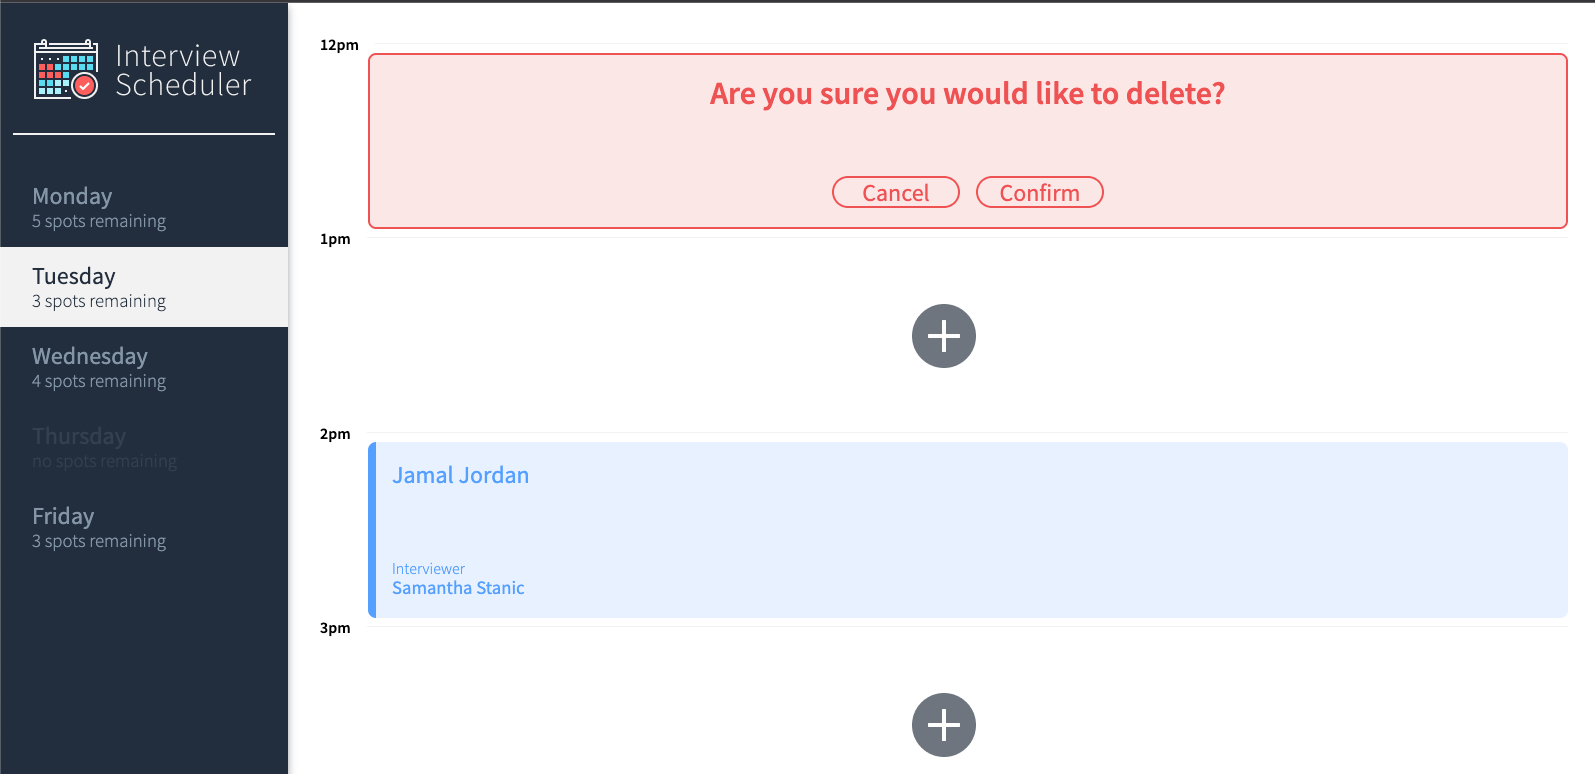 Interview
Scheduler
Monday
5 spots remaining
Tuesday
3 spots remaining
Wednesday
4 spots remaining
Thursday
no spots remaining
Friday
3 spots remaining
12pm
Are you sure you would like to delete?
Cancel Confirm
1pm
2pm
Jamal Jordan
Interviewer
Samantha Stanic
3pm